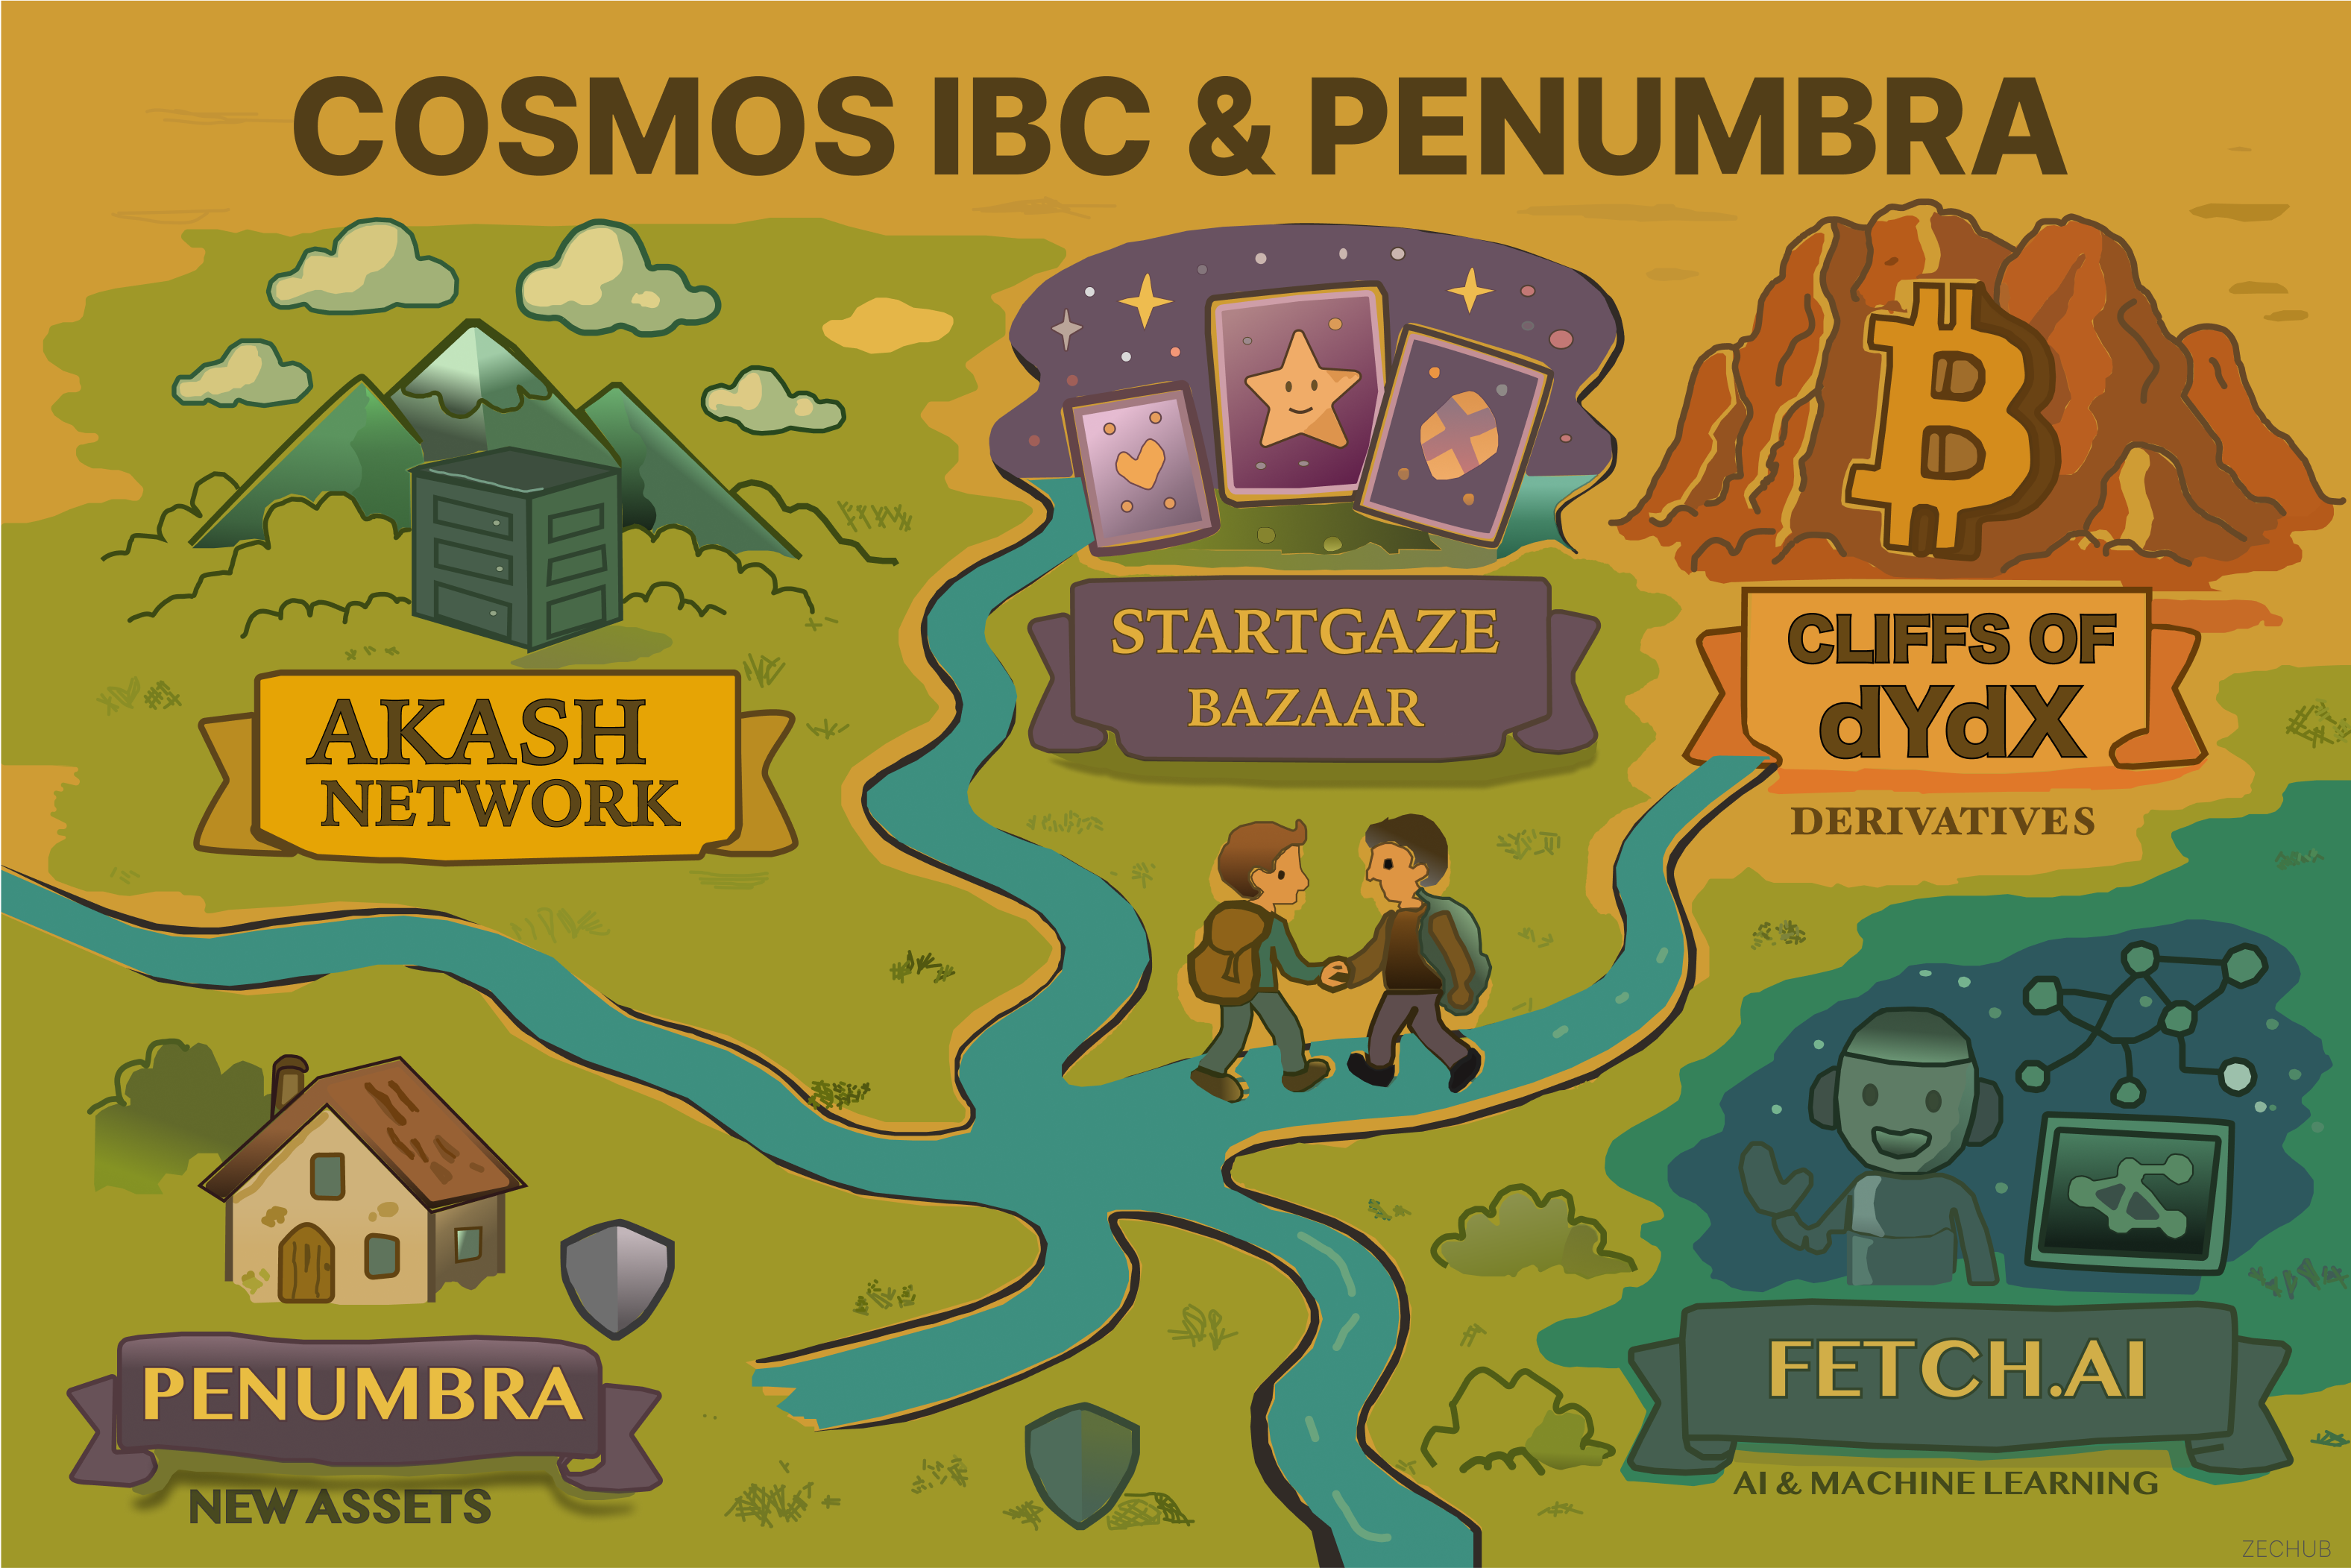 COSMOS IBC & PENUMBRA
AKASH
NETWORK
STARTGAZE
BAZAAR
CLIFFS OF
dYdX
DERIVATIVES
PENUMBRA
NEW ASSETS
FETCH.AI
AI & MACHINE LEARNING
ZECHUB